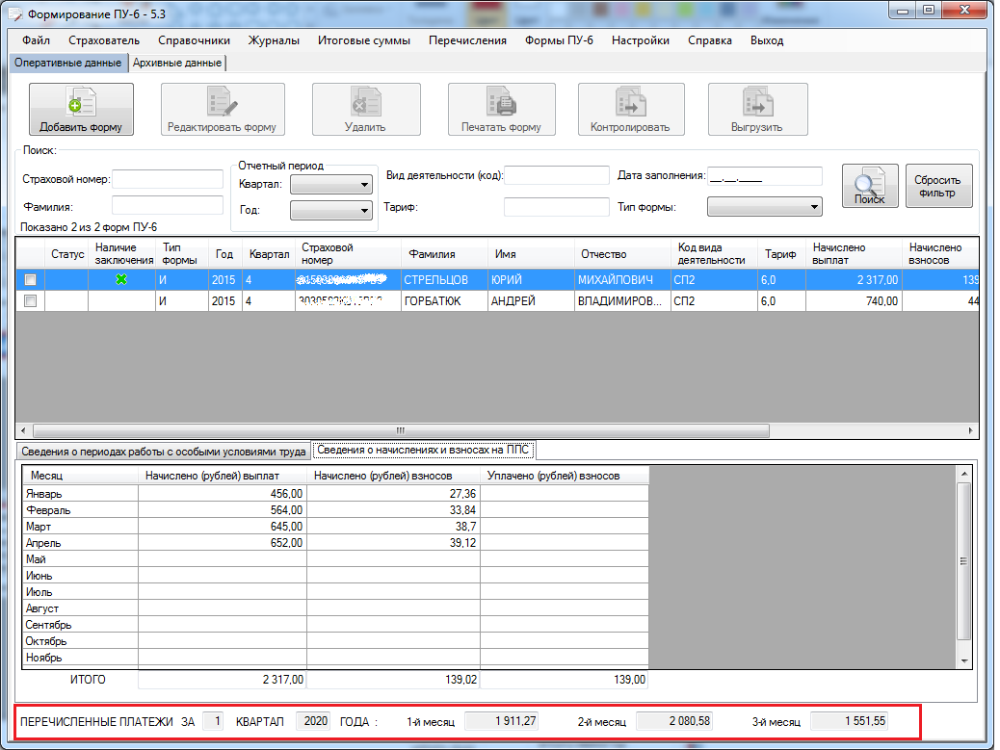 Формирование ПУ-6 - 5.3
Файл Страхователь Справочники Журналы Итоговые суммы Перечисления Формы ПУ-6 Настройки Справка Выход
Оперативные данные Архивные данные
Добавить форму Редактировать форму Удалить Печатать форму Контролировать Выгрузить
Поиск:
Страховой номер: Отчетный период Квартал: Вид деятельности (код): Дата заполнения: __.__.____ Поиск Сбросить фильтр
Фамилия: Год: Тариф: Тип формы:
Показано 2 из 2 форм ПУ-6
Статус Наличие заключения Тип формы Год Квартал Страховой номер Фамилия Имя Отчество Код вида деятельности Тариф Начислено выплат Начислено взносов
И 2015 4 СТРЕЛЬЦОВ ЮРИЙ МИХАЙЛОВИЧ СП2 6,0 2 317,00 139
И 2015 4 ГОРБАТЮК АНДРЕЙ ВЛАДИМИРОВ... СП2 6,0 740,00 44
Сведения о периодах работы с особыми условиями труда Сведения о начислениях и взносах на ППС
Месяц Начислено (рублей) выплат Начислено (рублей) взносов Уплачено (рублей) взносов
Январь 456,00 27,36
Февраль 564,00 33,84
Март 645,00 38,7
Апрель 652,00 39,12
Май
Июнь
Июль
Август
Сентябрь
Октябрь
Ноябрь
ИТОГО 2 317,00 139,02 139,00
ПЕРЕЧИСЛЕННЫЕ ПЛАТЕЖИ ЗА 1 КВАРТАЛ 2020 ГОДА : 1-й месяц 1 911,27 2-й месяц 2 080,58 3-й месяц 1 551,55